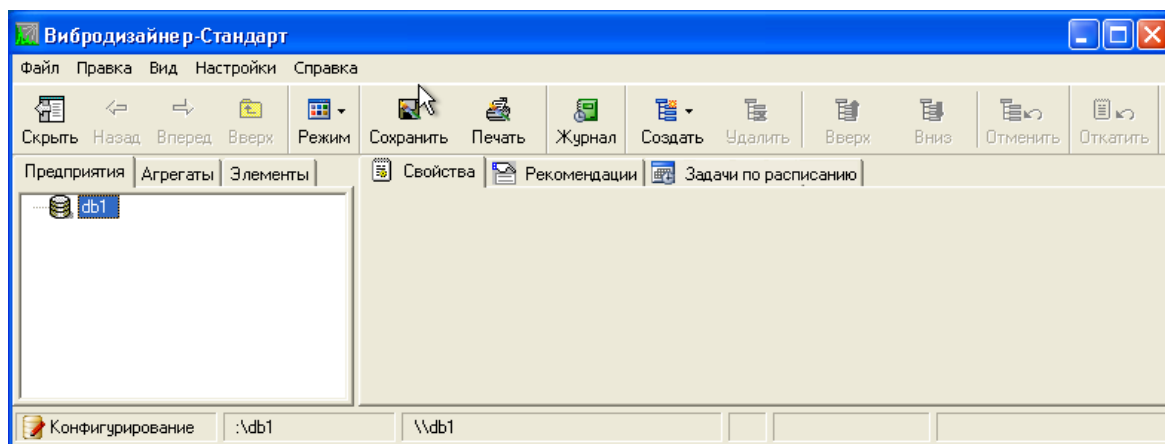 Вибродизайнер-Стандарт
Файл Правка Вид Настройки Справка
Скрыть Назад Вперед Вверх Режим Сохранить Печать Журнал Создать Удалить Вверх Вниз Отменить Откатить
Предприятия Агрегаты Элементы Свойства Рекомендации Задачи по расписанию
db1
Конфигурирование :\db1 \\db1